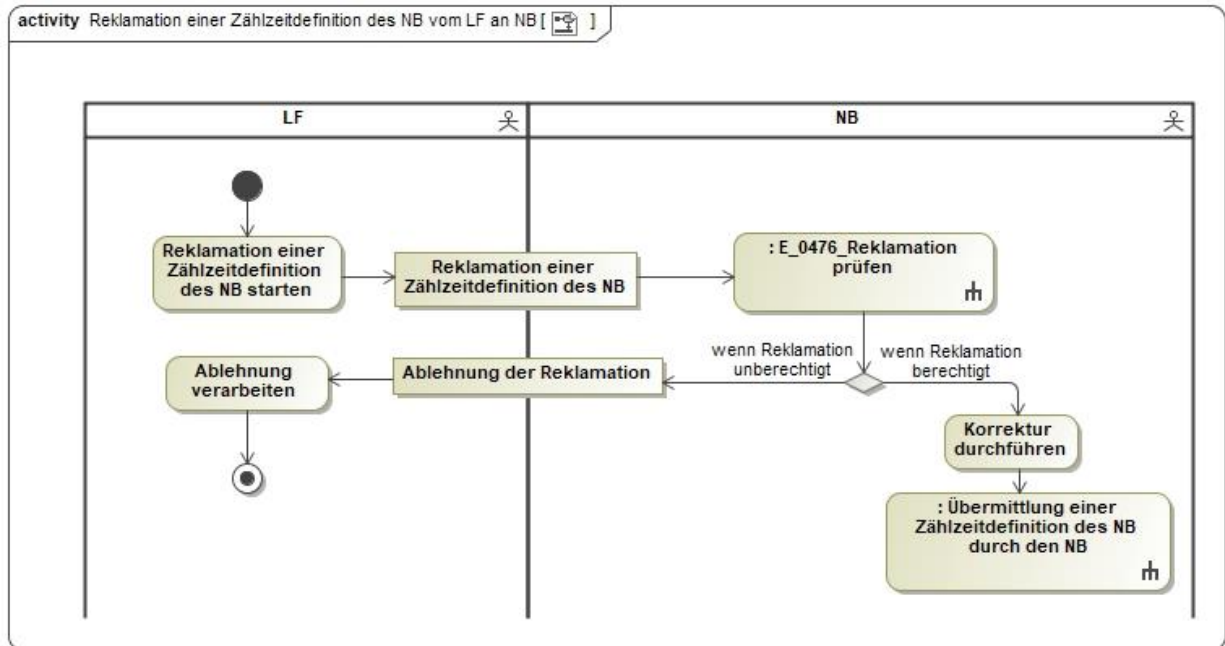 activity Reklamation einer Zählzeitdefinition des NB vom LF an NB [ ]
LF
NB
Reklamation einer
Zählzeitdefinition
des NB starten
Reklamation einer
Zählzeitdefinition des NB
: E_0476_Reklamation
prüfen
wenn Reklamation
unberechtigt
wenn Reklamation
berechtigt
Ablehnung
verarbeiten
Ablehnung der Reklamation
Korrektur
durchführen
: Übermittlung einer
Zählzeitdefinition des NB
durch den NB